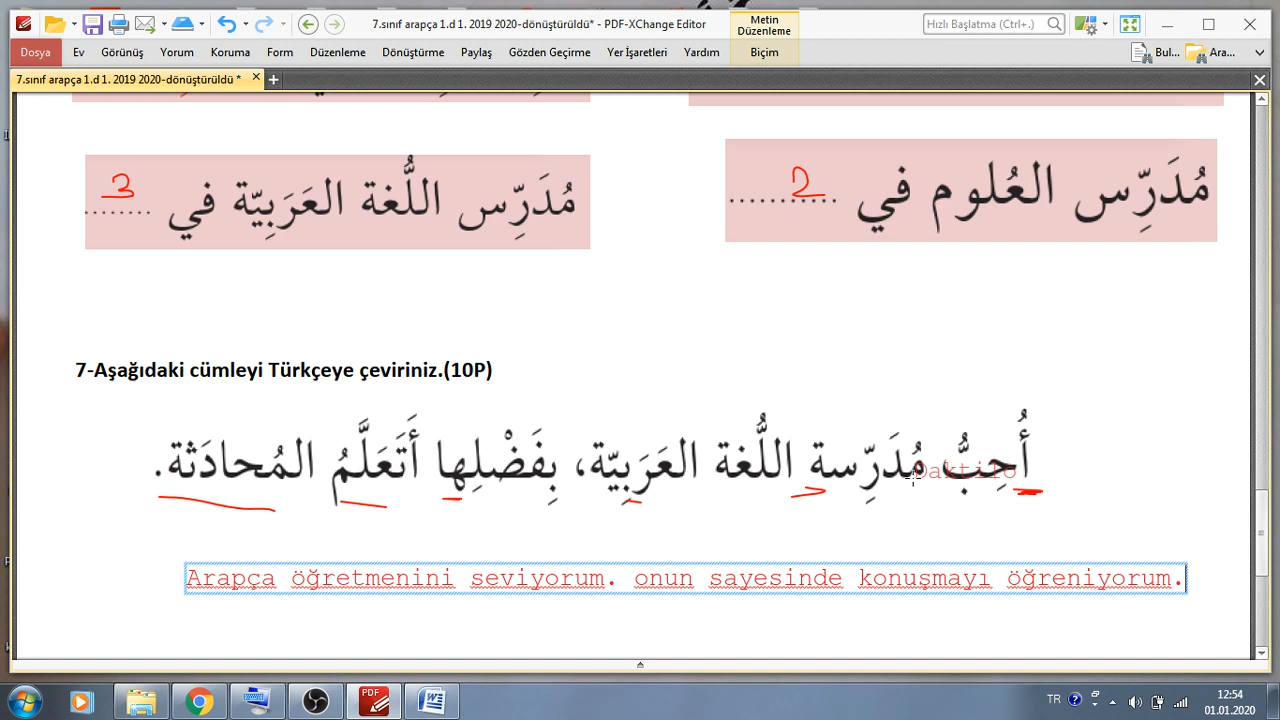 7.sınıf arapça 1.d 1. 2019 2020-dönüştürüldü* - PDF-XChange Editor
Metin Düzenleme
Hızlı Başlatma (Ctrl+.)
Dosya Ev Görünüş Yorum Koruma Form Düzenleme Dönüştürme Paylaş Gözden Geçirme Yer İşaretleri Yardım Biçim Bul... Ara...
7.sınıf arapça 1.d 1. 2019 2020-dönüştürüldü *
مُدَرِّس العُلوم في ............ 2
مُدَرِّس اللُّغة العَرَبِيّة في ........ 3
7-Aşağıdaki cümleyi Türkçeye çeviriniz.(10P)
أُحِبُّ مُدَرِّسة اللُّغة العَرَبِيّة، بِفَضْلِها أَتَعَلَّمُ المُحادَثة.
Daktilo
Arapça öğretmenini seviyorum. onun sayesinde konuşmayı öğreniyorum.
PDF
TR
12:54
01.01.2020